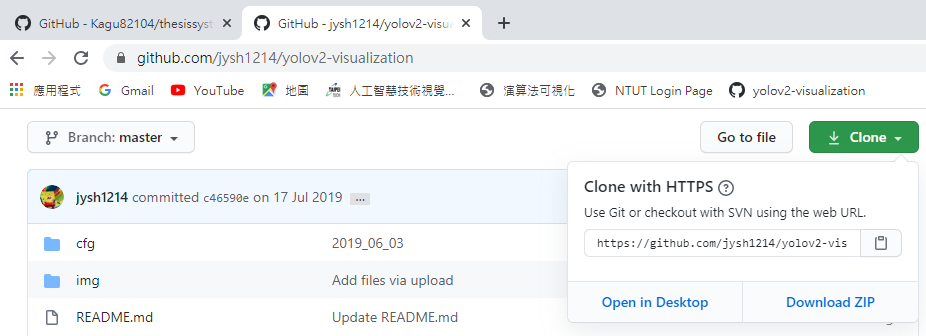 GitHub - Kagu82104/thesissyst
GitHub - jysh1214/yolov2-visua
github.com/jysh1214/yolov2-visualization
應用程式 Gmail YouTube 地圖 人工智慧技術視覺... 演算法可視化 NTUT Login Page yolov2-visualization
Branch: master Go to file Clone
jysh1214 committed c46590e on 17 Jul 2019 ...
Clone with HTTPS
Use Git or checkout with SVN using the web URL.
https://github.com/jysh1214/yolov2-vis
Open in Desktop Download ZIP
cfg 2019_06_03
img Add files via upload
README.md Update README.md